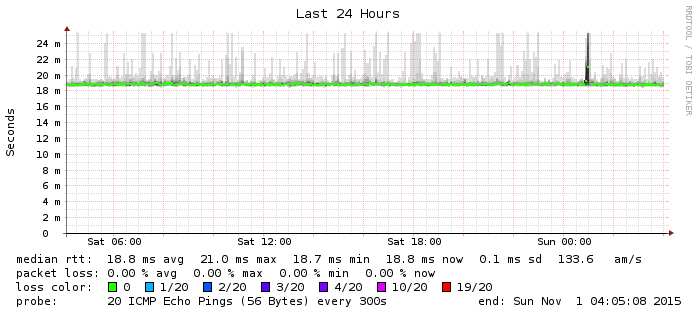 Last 24 Hours
RRDTOOL / TOBI OETIKER
Seconds
24 m
22 m
20 m
18 m
16 m
14 m
12 m
10 m
8 m
6 m
4 m
2 m
0
Sat 06:00 Sat 12:00 Sat 18:00 Sun 00:00
median rtt: 18.8 ms avg 21.0 ms max 18.7 ms min 18.8 ms now 0.1 ms sd 133.6 am/s
packet loss: 0.00 % avg 0.00 % max 0.00 % min 0.00 % now
loss color: 0 1/20 2/20 3/20 4/20 10/20 19/20
probe: 20 ICMP Echo Pings (56 Bytes) every 300s end: Sun Nov 1 04:05:08 2015